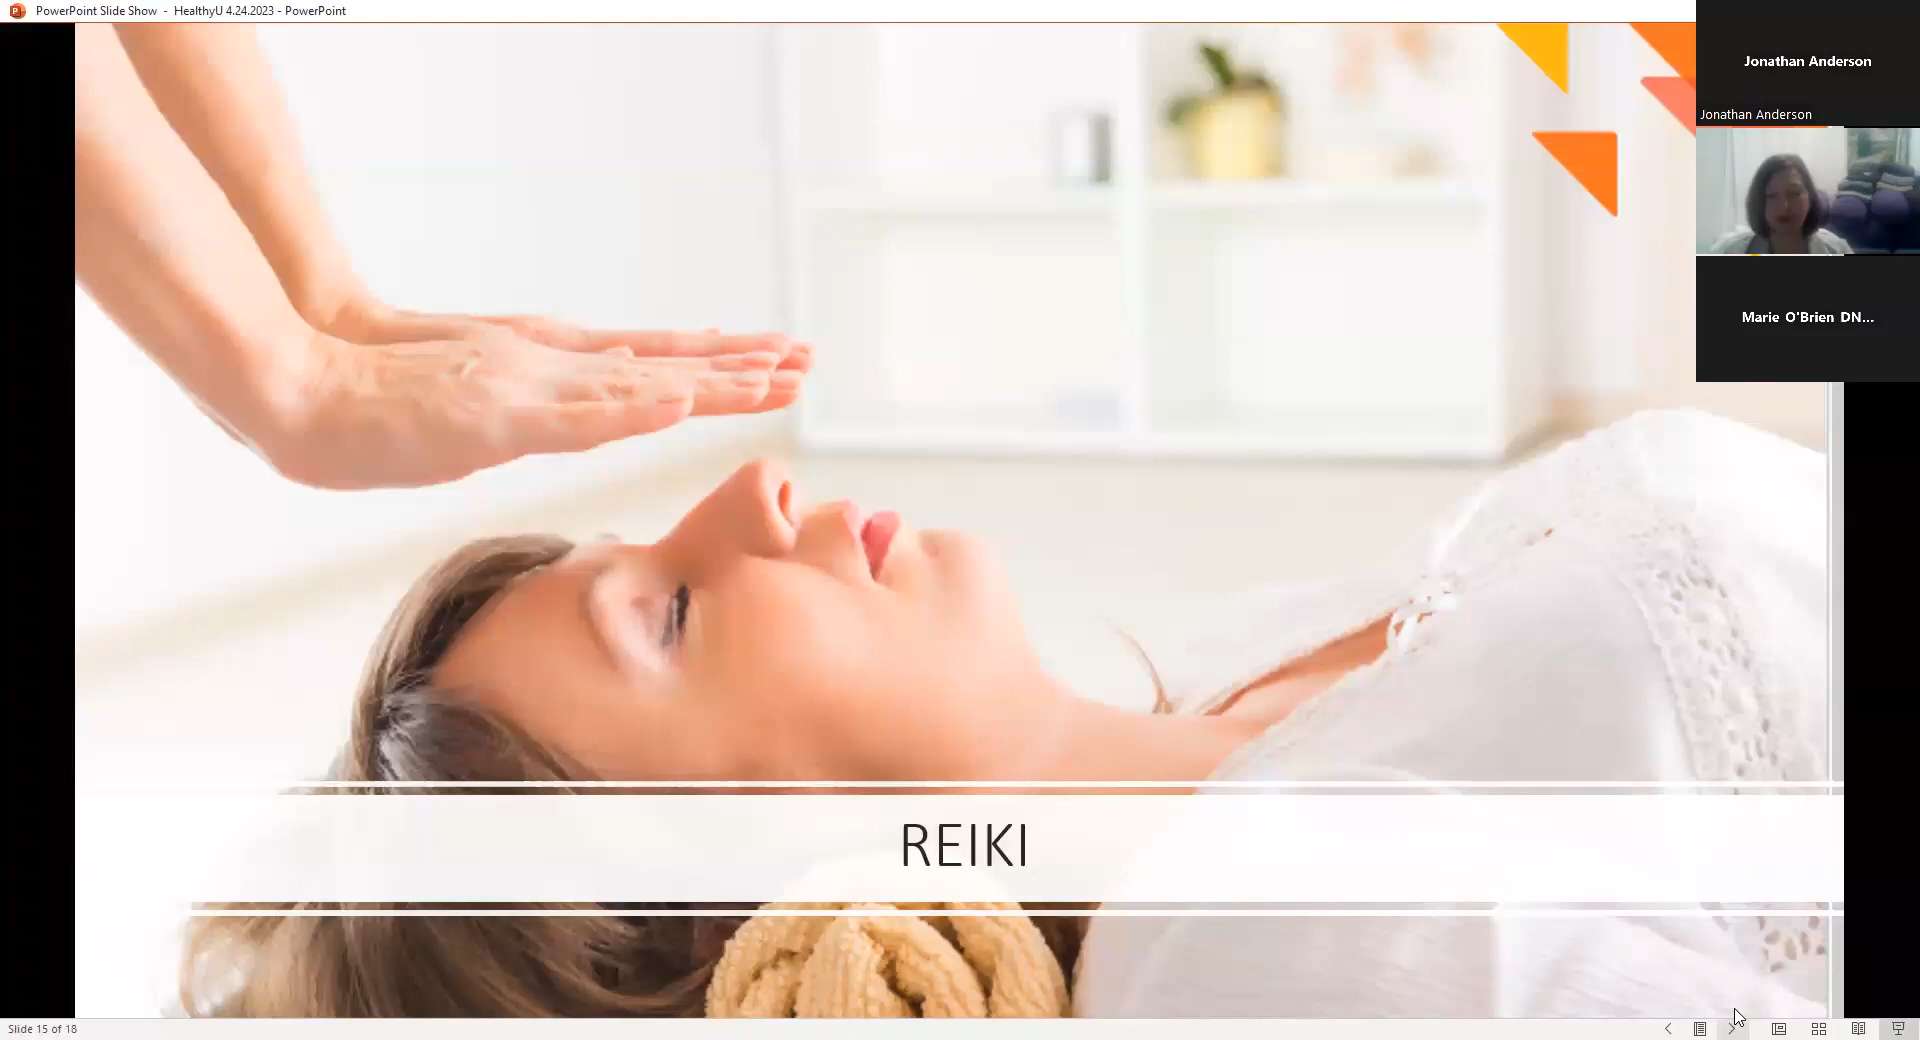 PowerPoint Slide Show - HealthyU 4.24.2023 - PowerPoint
Jonathan Anderson
Jonathan Anderson
Marie O'Brien DN...
REIKI
Slide 15 of 18